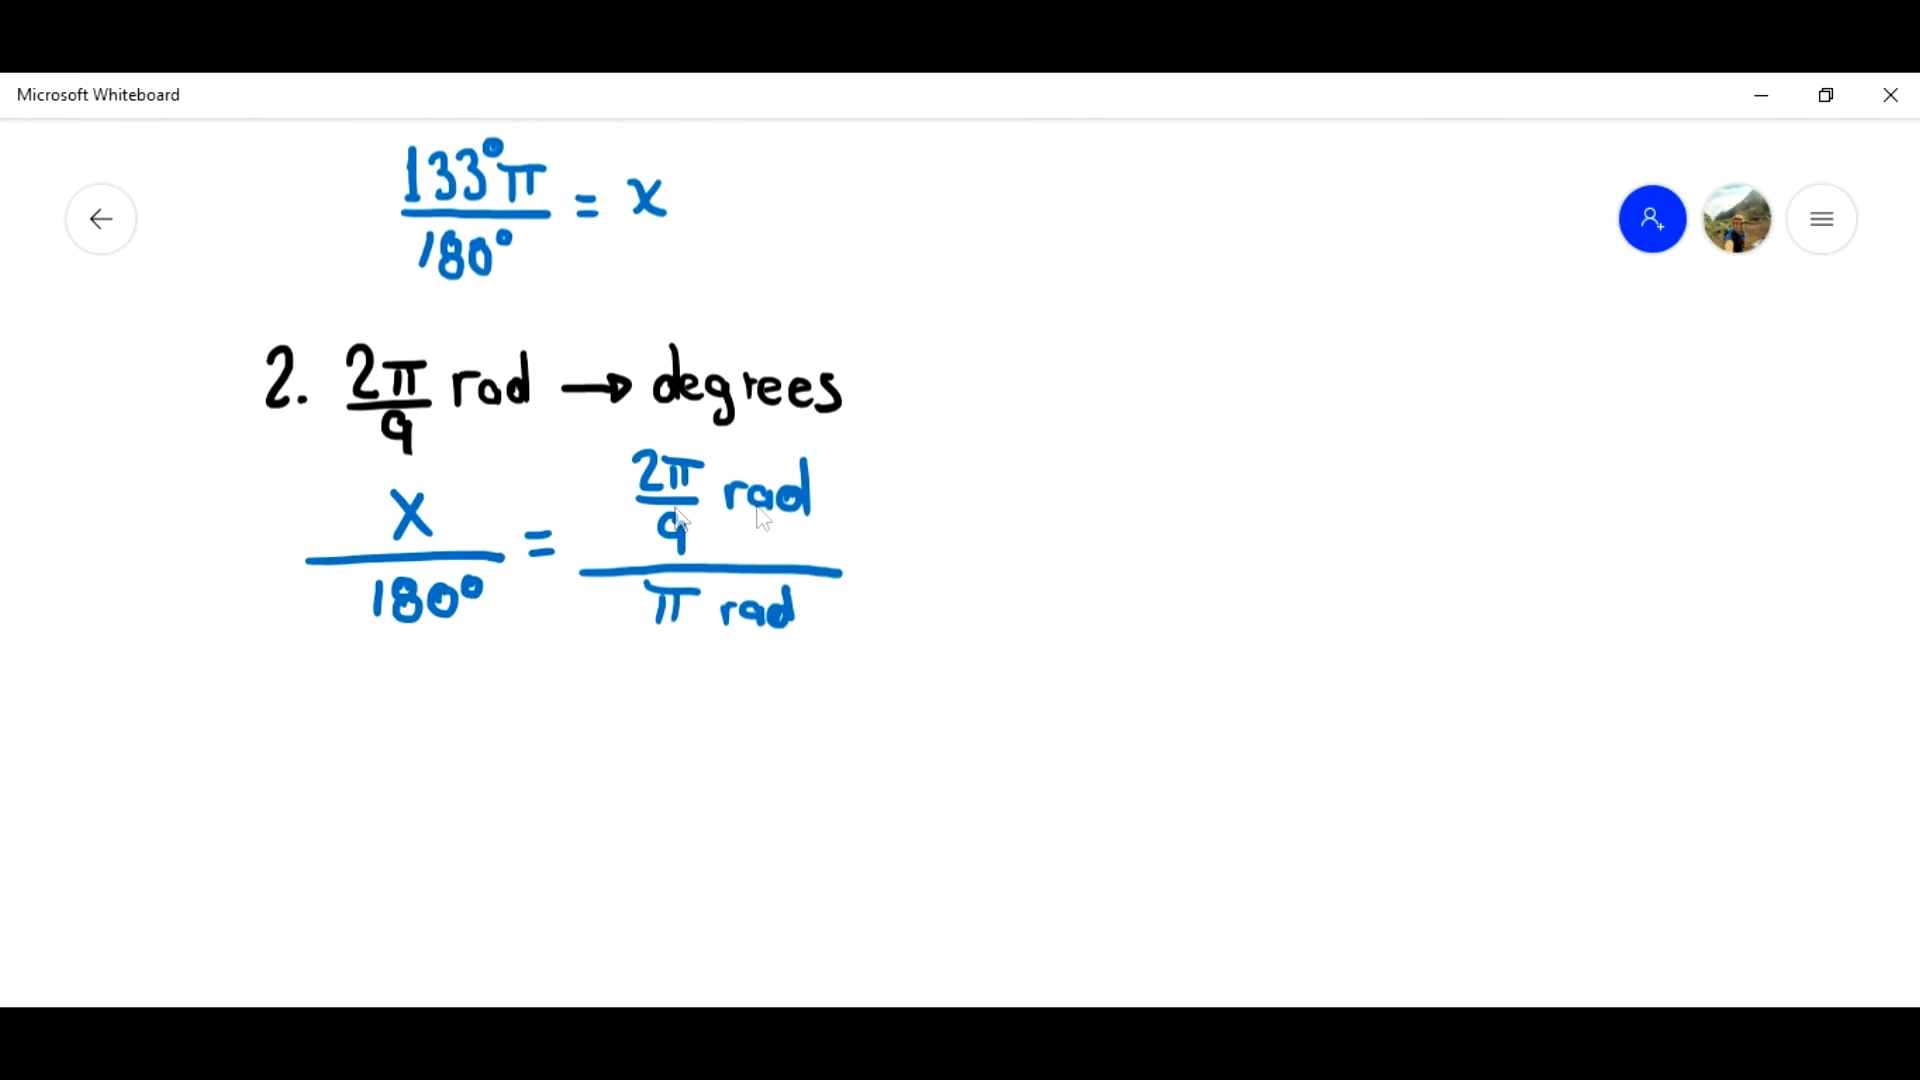 Microsoft Whiteboard
133°π
180°
= x
2. 2π/9 rad → degrees
x/180° = (2π/9 rad)/(π rad)